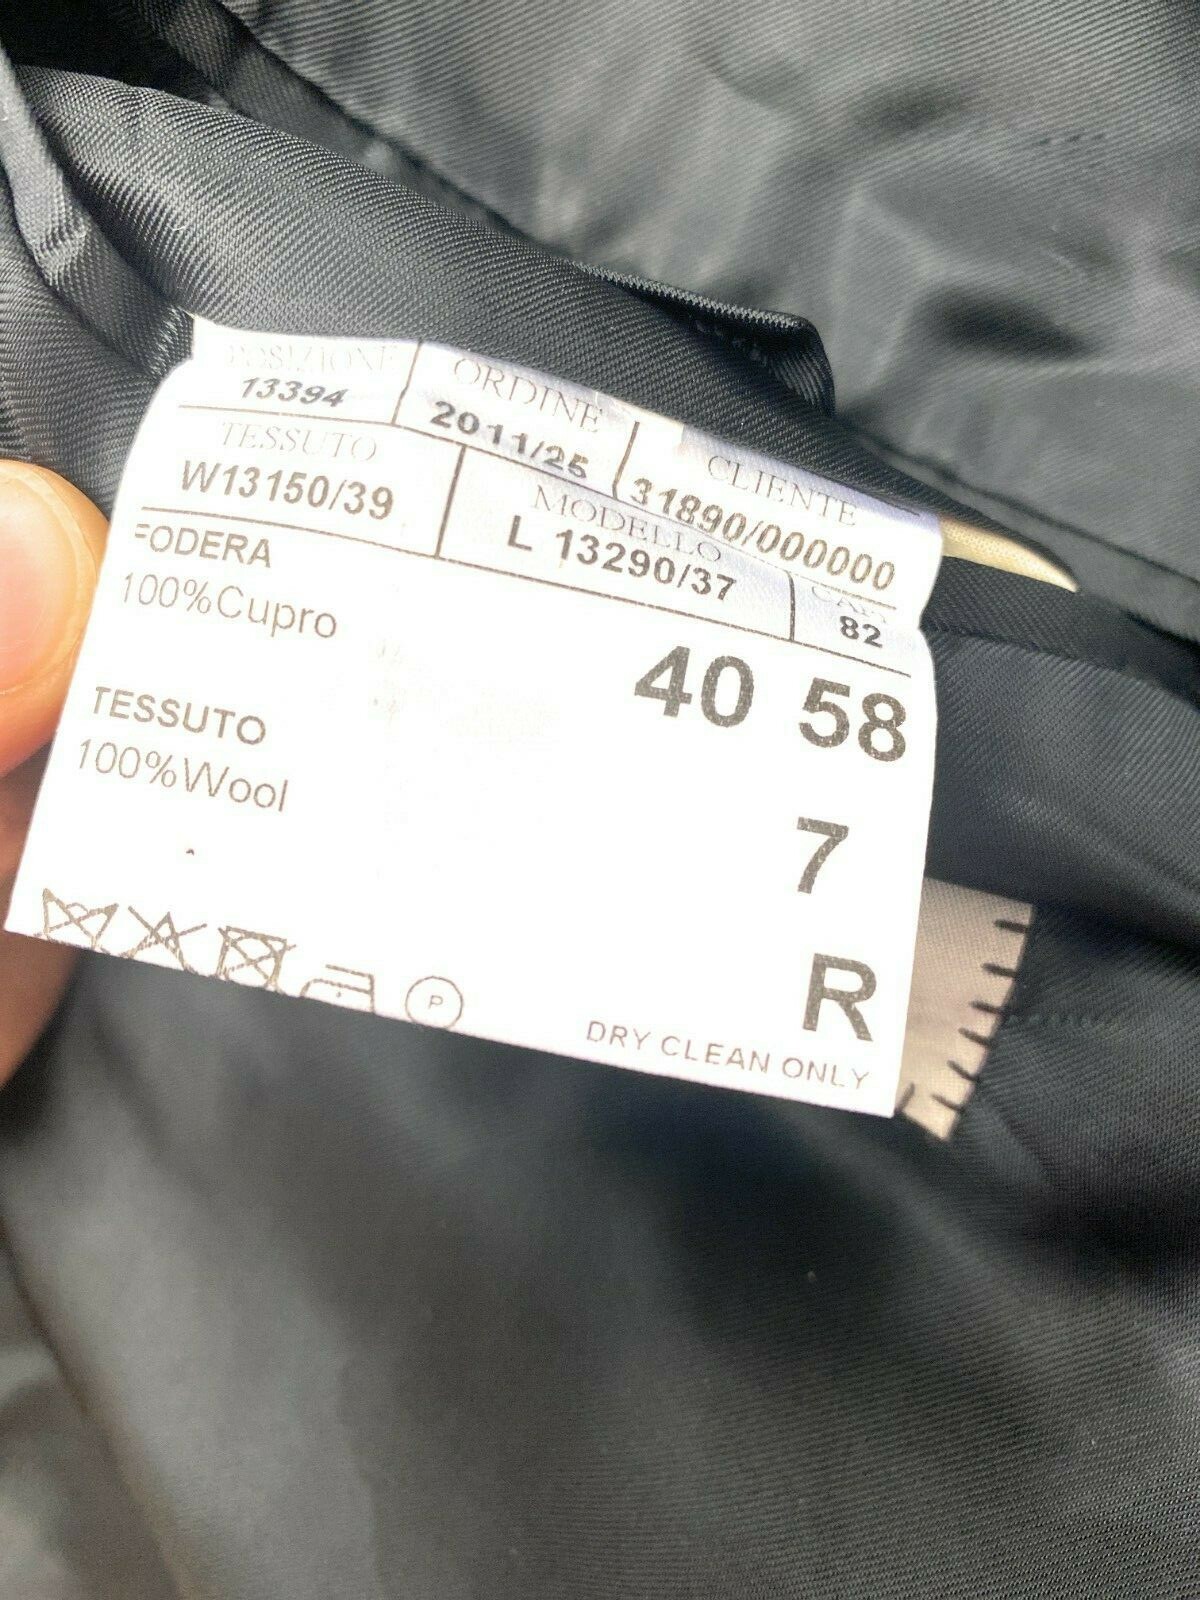 POSIZIONE ORDINE CLIENTE
13394 2011/25 31890/000000
TESSUTO MODELLO
W13150/39 L 13290/37 82
FODERA
100%Cupro
40 58
TESSUTO
100%Wool
7
R
P
DRY CLEAN ONLY